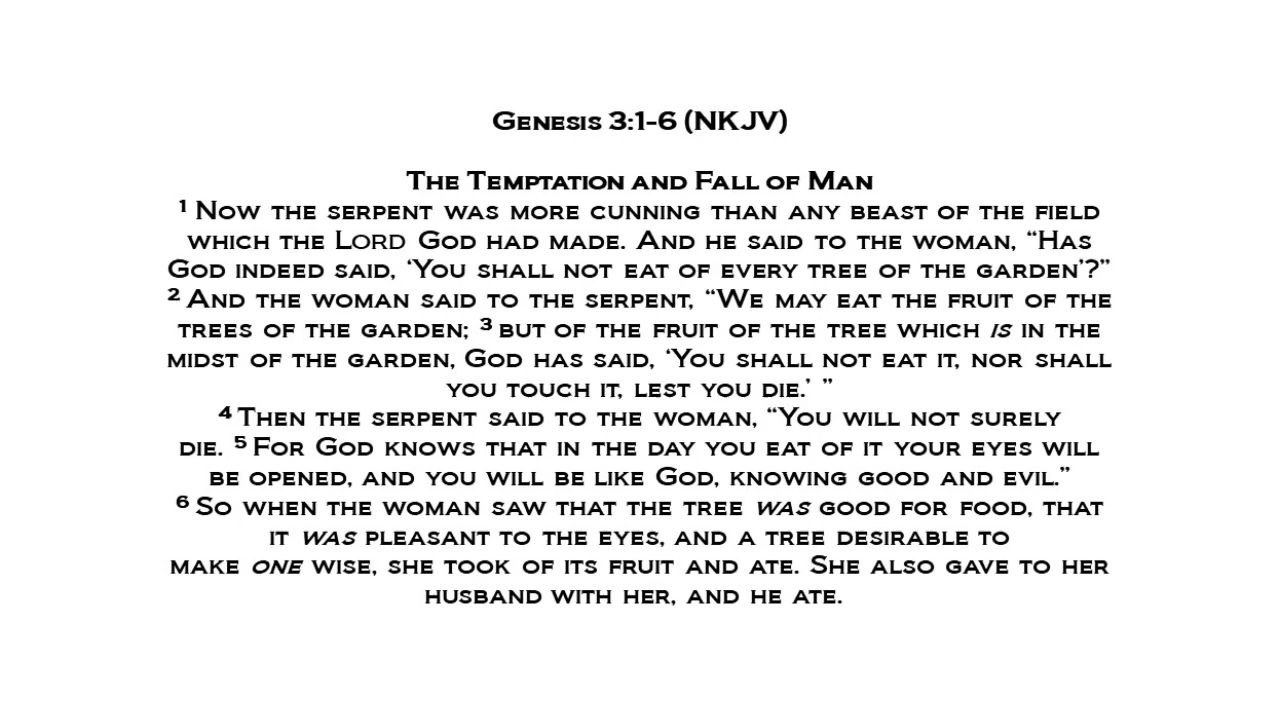 Genesis 3:1-6 (NKJV)
The Temptation and Fall of Man
1 Now the serpent was more cunning than any beast of the field
which the Lord God had made. And he said to the woman, “Has
God indeed said, ‘You shall not eat of every tree of the garden’?”
2 And the woman said to the serpent, “We may eat the fruit of the
trees of the garden; 3 but of the fruit of the tree which is in the
midst of the garden, God has said, ‘You shall not eat it, nor shall
you touch it, lest you die.’ ”
4 Then the serpent said to the woman, “You will not surely
die. 5 For God knows that in the day you eat of it your eyes will
be opened, and you will be like God, knowing good and evil.”
6 So when the woman saw that the tree was good for food, that
it was pleasant to the eyes, and a tree desirable to
make one wise, she took of its fruit and ate. She also gave to her
husband with her, and he ate.